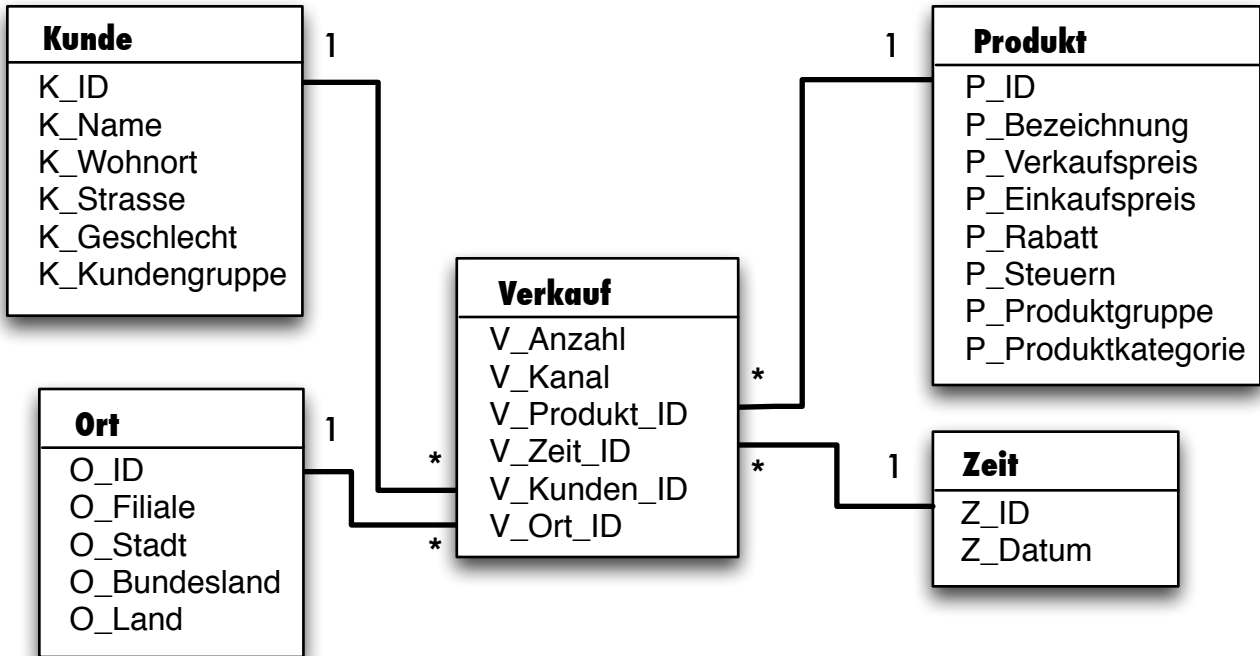 Kunde
K_ID
K_Name
K_Wohnort
K_Strasse
K_Geschlecht
K_Kundengruppe
1
1
Produkt
P_ID
P_Bezeichnung
P_Verkaufspreis
P_Einkaufspreis
P_Rabatt
P_Steuern
P_Produktgruppe
P_Produktkategorie
Verkauf
V_Anzahl
V_Kanal
V_Produkt_ID
V_Zeit_ID
V_Kunden_ID
V_Ort_ID
*
*
*
*
Ort
O_ID
O_Filiale
O_Stadt
O_Bundesland
O_Land
1
1
Zeit
Z_ID
Z_Datum